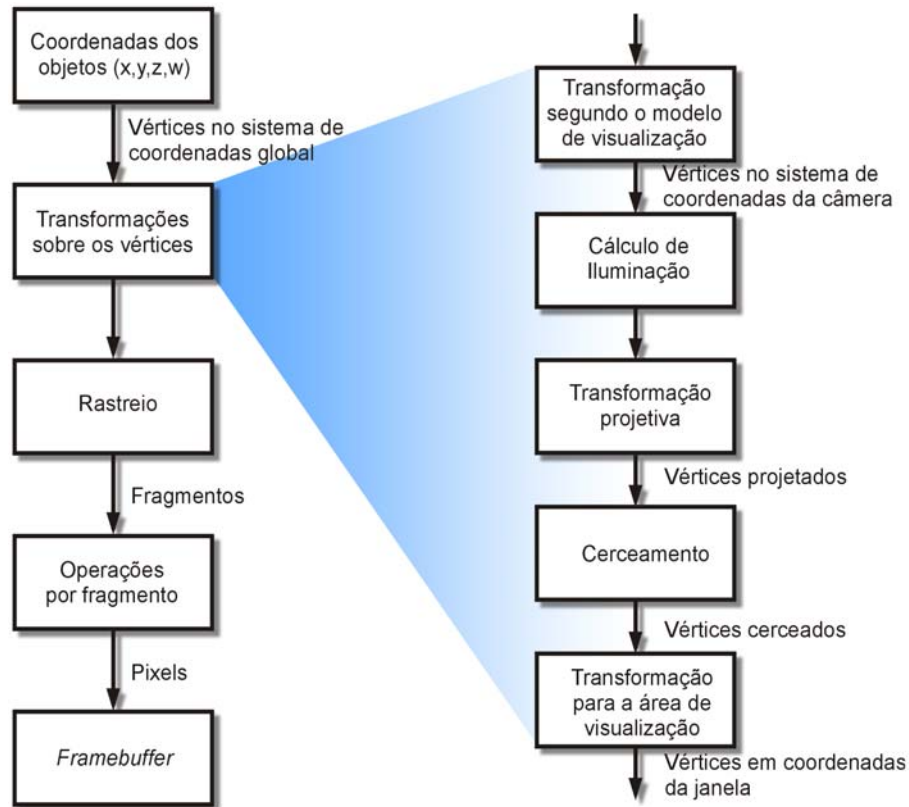 Coordenadas dos
objetos (x,y,z,w)
Vértices no sistema de
coordenadas global
Transformações
sobre os vértices
Rastreio
Fragmentos
Operações
por fragmento
Pixels
Framebuffer
Transformação
segundo o modelo
de visualização
Vértices no sistema de
coordenadas da câmera
Cálculo de
Iluminação
Transformação
projetiva
Vértices projetados
Cerceamento
Vértices cerceados
Transformação
para a área de
visualização
Vértices em coordenadas
da janela